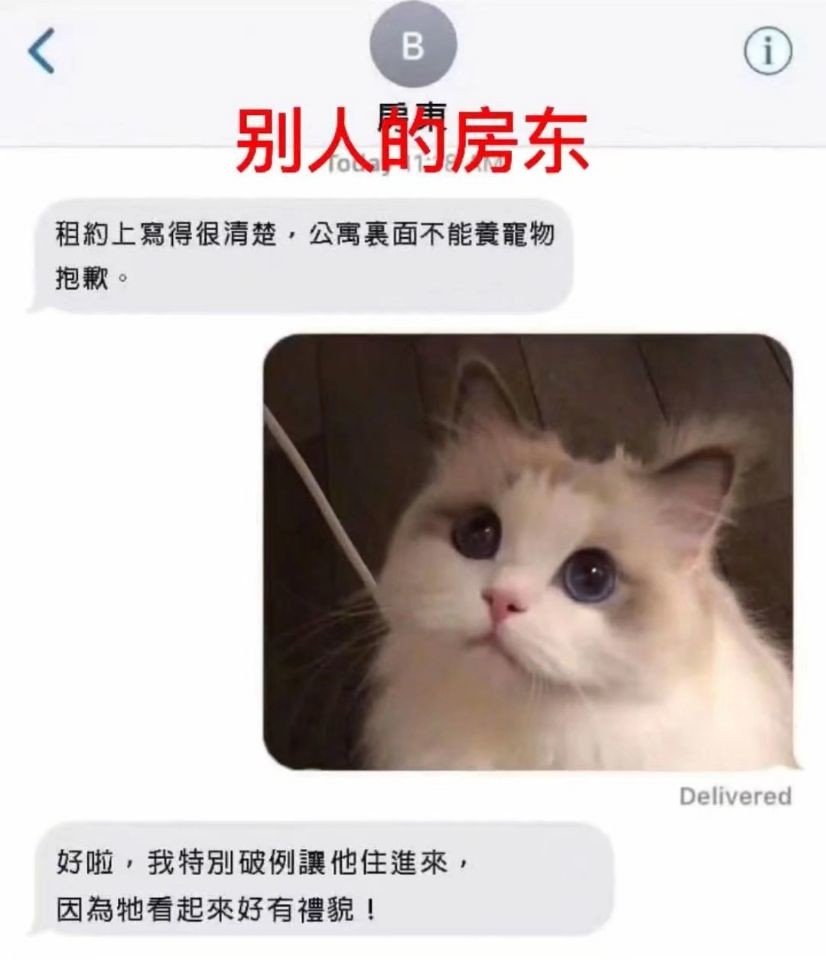 B
房東
别人的房东
租約上寫得很清楚，公寓裏面不能養寵物
抱歉。
Delivered
好啦，我特別破例讓他住進來，
因為牠看起來好有禮貌！